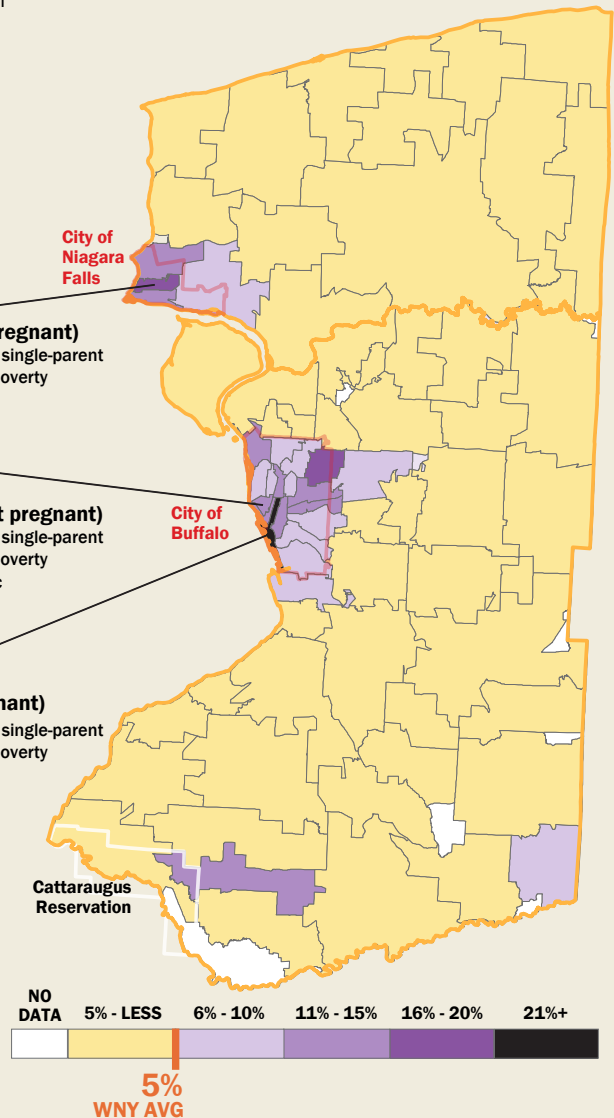 City of
Niagara
Falls
regnant)
single-parent
overty
t pregnant)
single-parent
overty
City of
Buffalo
nant)
single-parent
overty
Cattaraugus
Reservation
NO
DATA
5% - LESS
6% - 10%
11% - 15%
16% - 20%
21%+
5%
WNY AVG